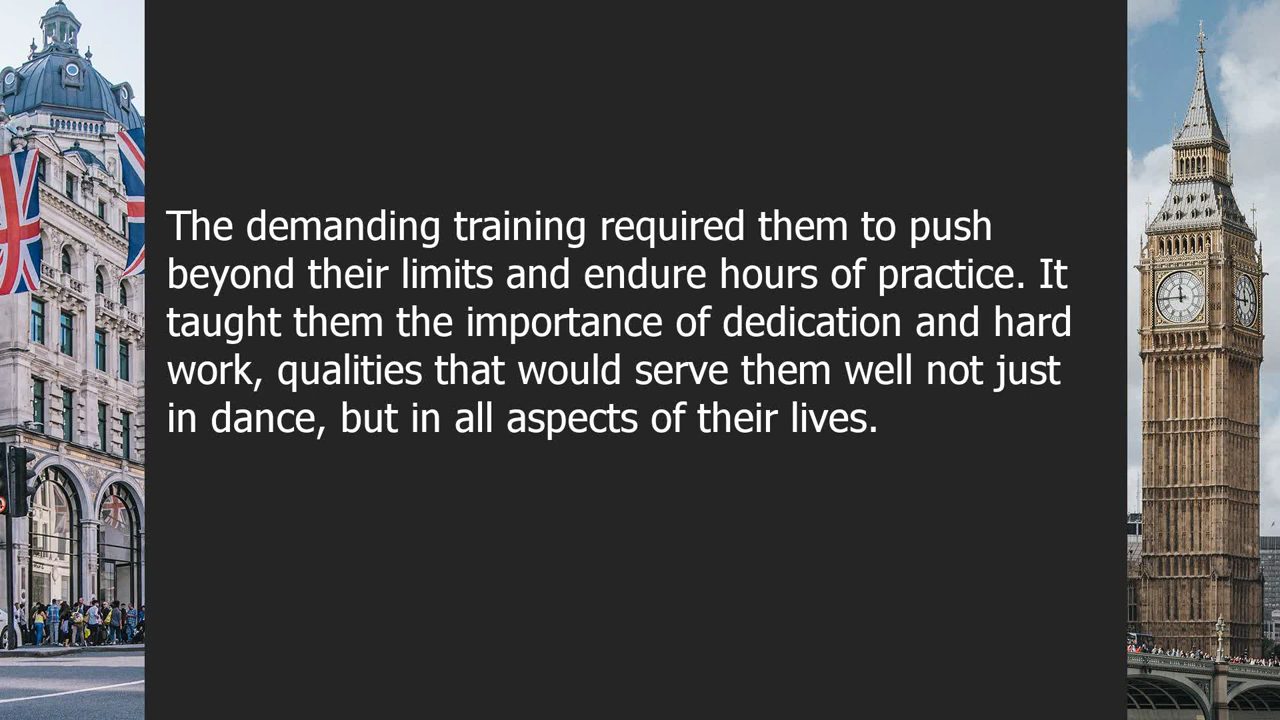 The demanding training required them to push
beyond their limits and endure hours of practice. It
taught them the importance of dedication and hard
work, qualities that would serve them well not just
in dance, but in all aspects of their lives.